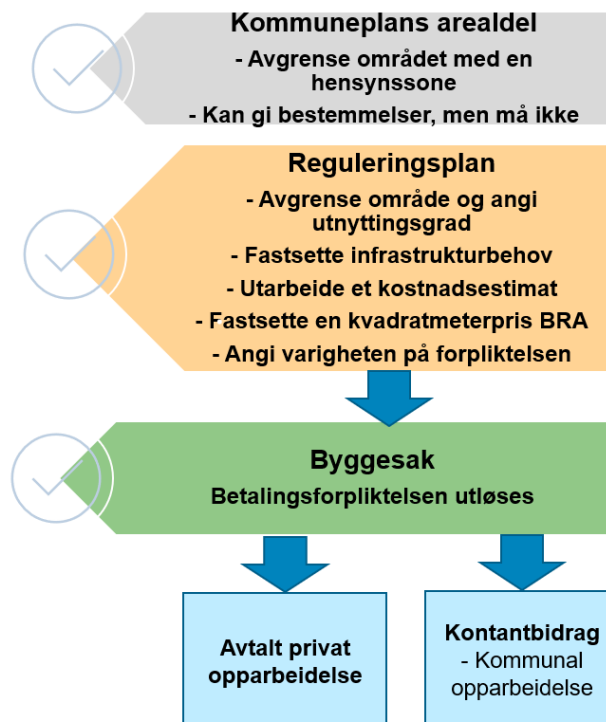 Kommuneplans arealdel
- Avgrense området med en
hensynssone
- Kan gi bestemmelser, men må ikke
Reguleringsplan
- Avgrense område og angi
utnyttingsgrad
- Fastsette infrastrukturbehov
- Utarbeide et kostnadsestimat
- Fastsette en kvadratmeterpris BRA
- Angi varigheten på forpliktelsen
Byggesak
Betalingsforpliktelsen utløses
Avtalt privat
opparbeidelse
Kontantbidrag
- Kommunal
opparbeidelse